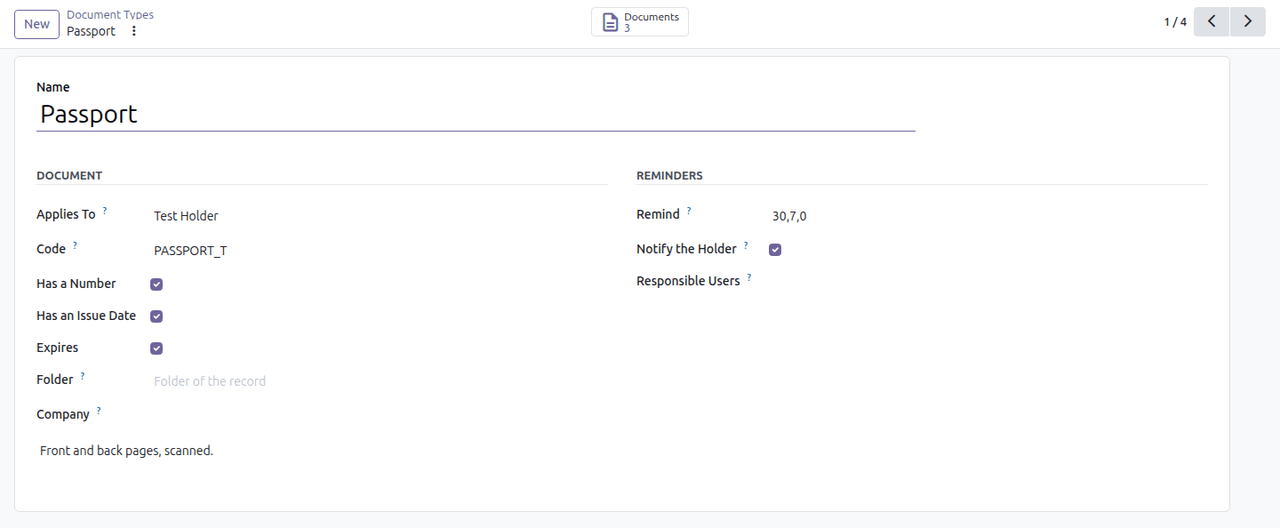 New
Document Types
Passport
Documents
3
1 / 4
Name
Passport
DOCUMENT
Applies To ? Test Holder
Code ? PASSPORT_T
Has a Number
Has an Issue Date
Expires
Folder ? Folder of the record
Company ?
Front and back pages, scanned.
REMINDERS
Remind ? 30,7,0
Notify the Holder ?
Responsible Users ?